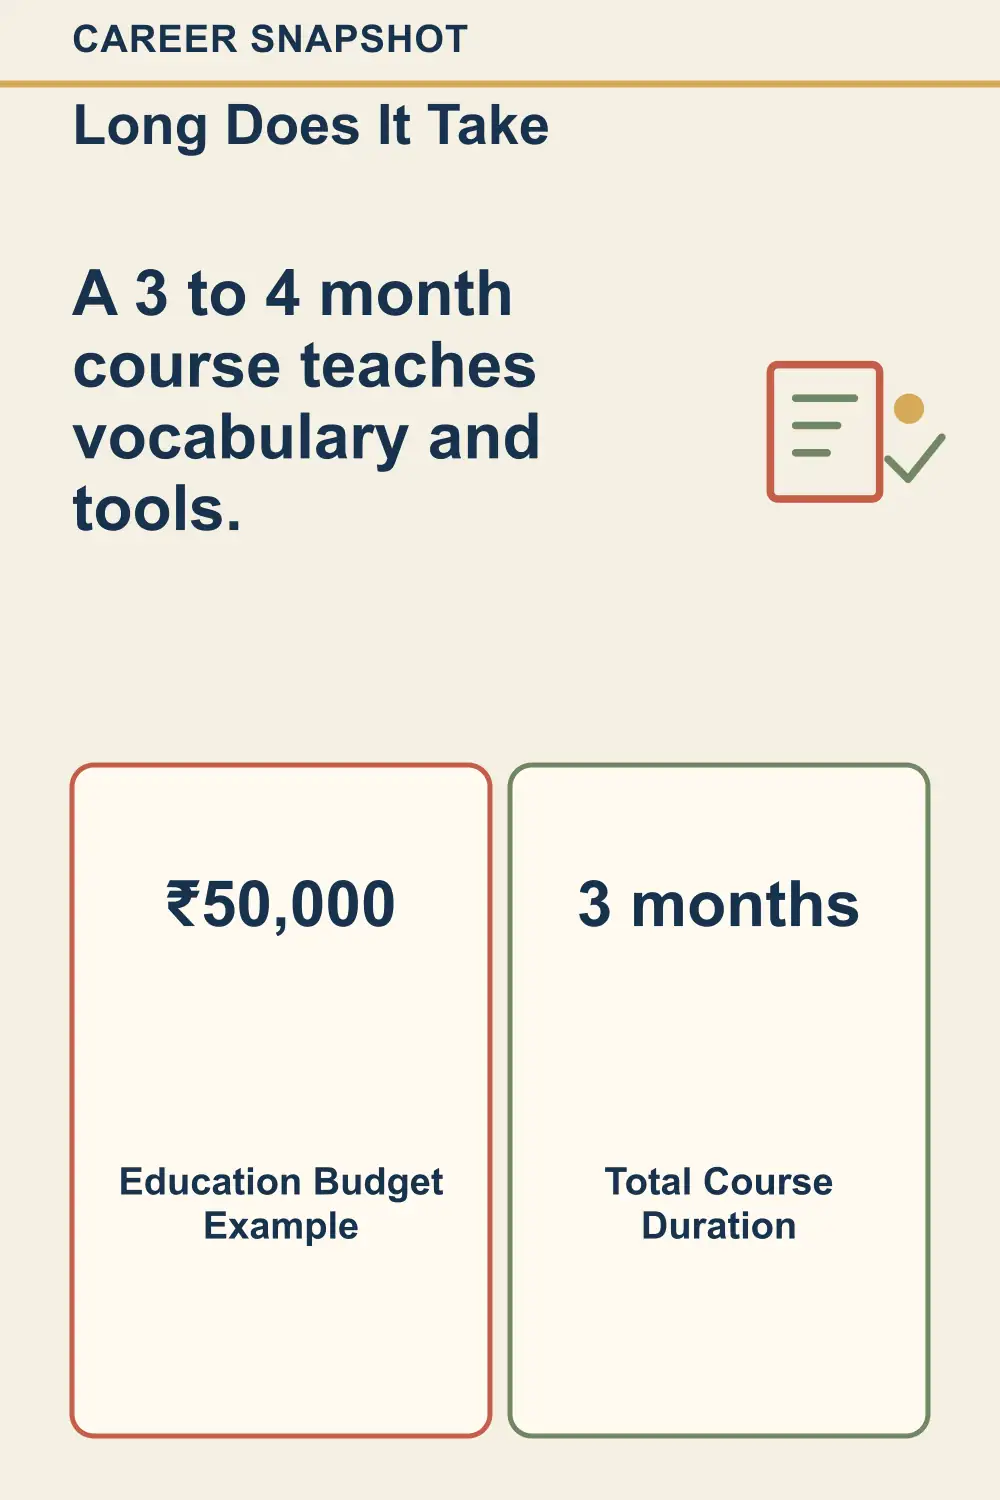 CAREER SNAPSHOT
Long Does It Take
A 3 to 4 month
course teaches
vocabulary and
tools.
₹50,000
Education Budget
Example
3 months
Total Course
Duration